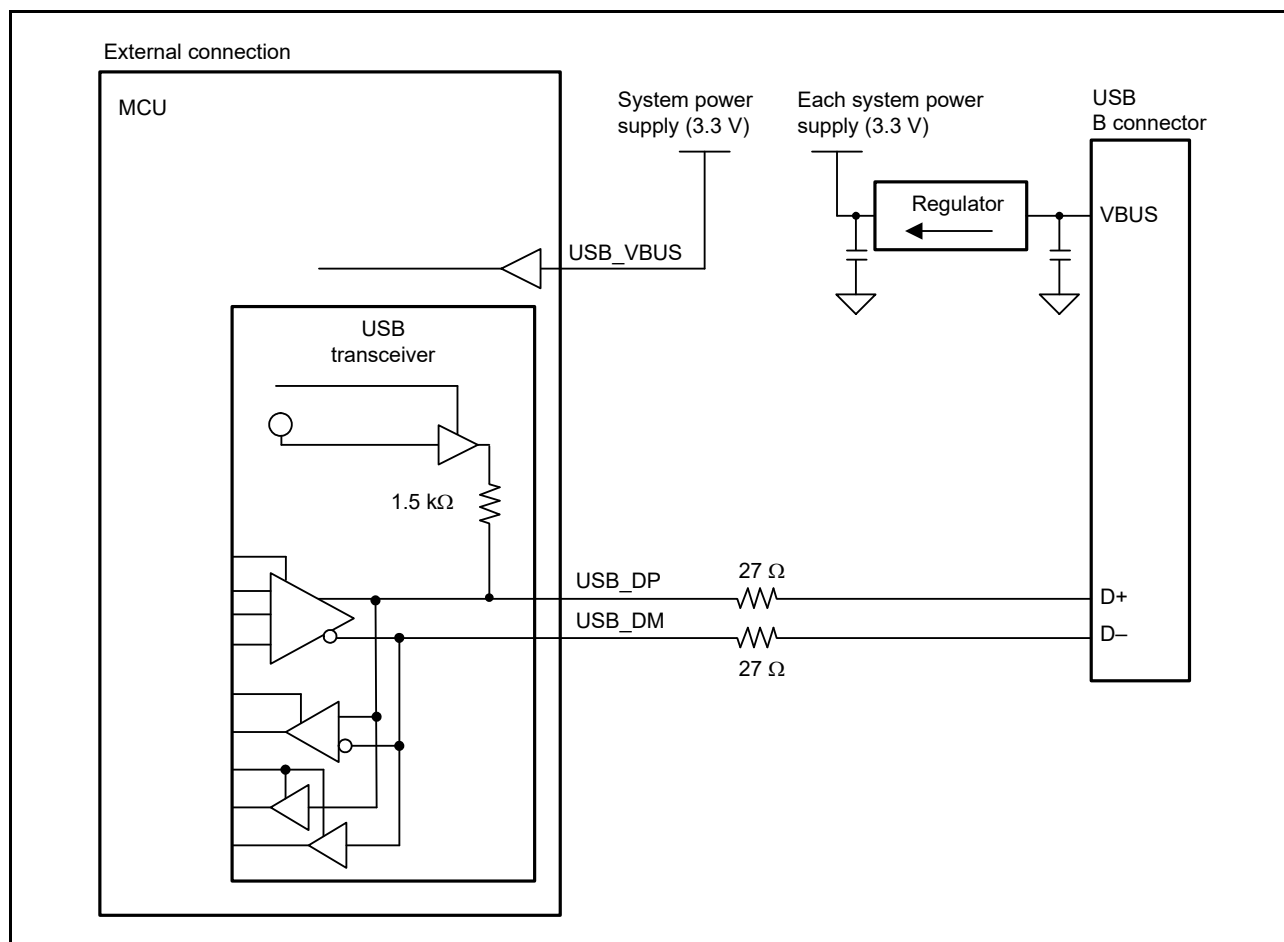 External connection
MCU
System power
supply (3.3 V)
Each system power
supply (3.3 V)
USB
B connector
Regulator
VBUS
USB_VBUS
USB
transceiver
1.5 kΩ
USB_DP
27 Ω
D+
USB_DM
D–
27 Ω